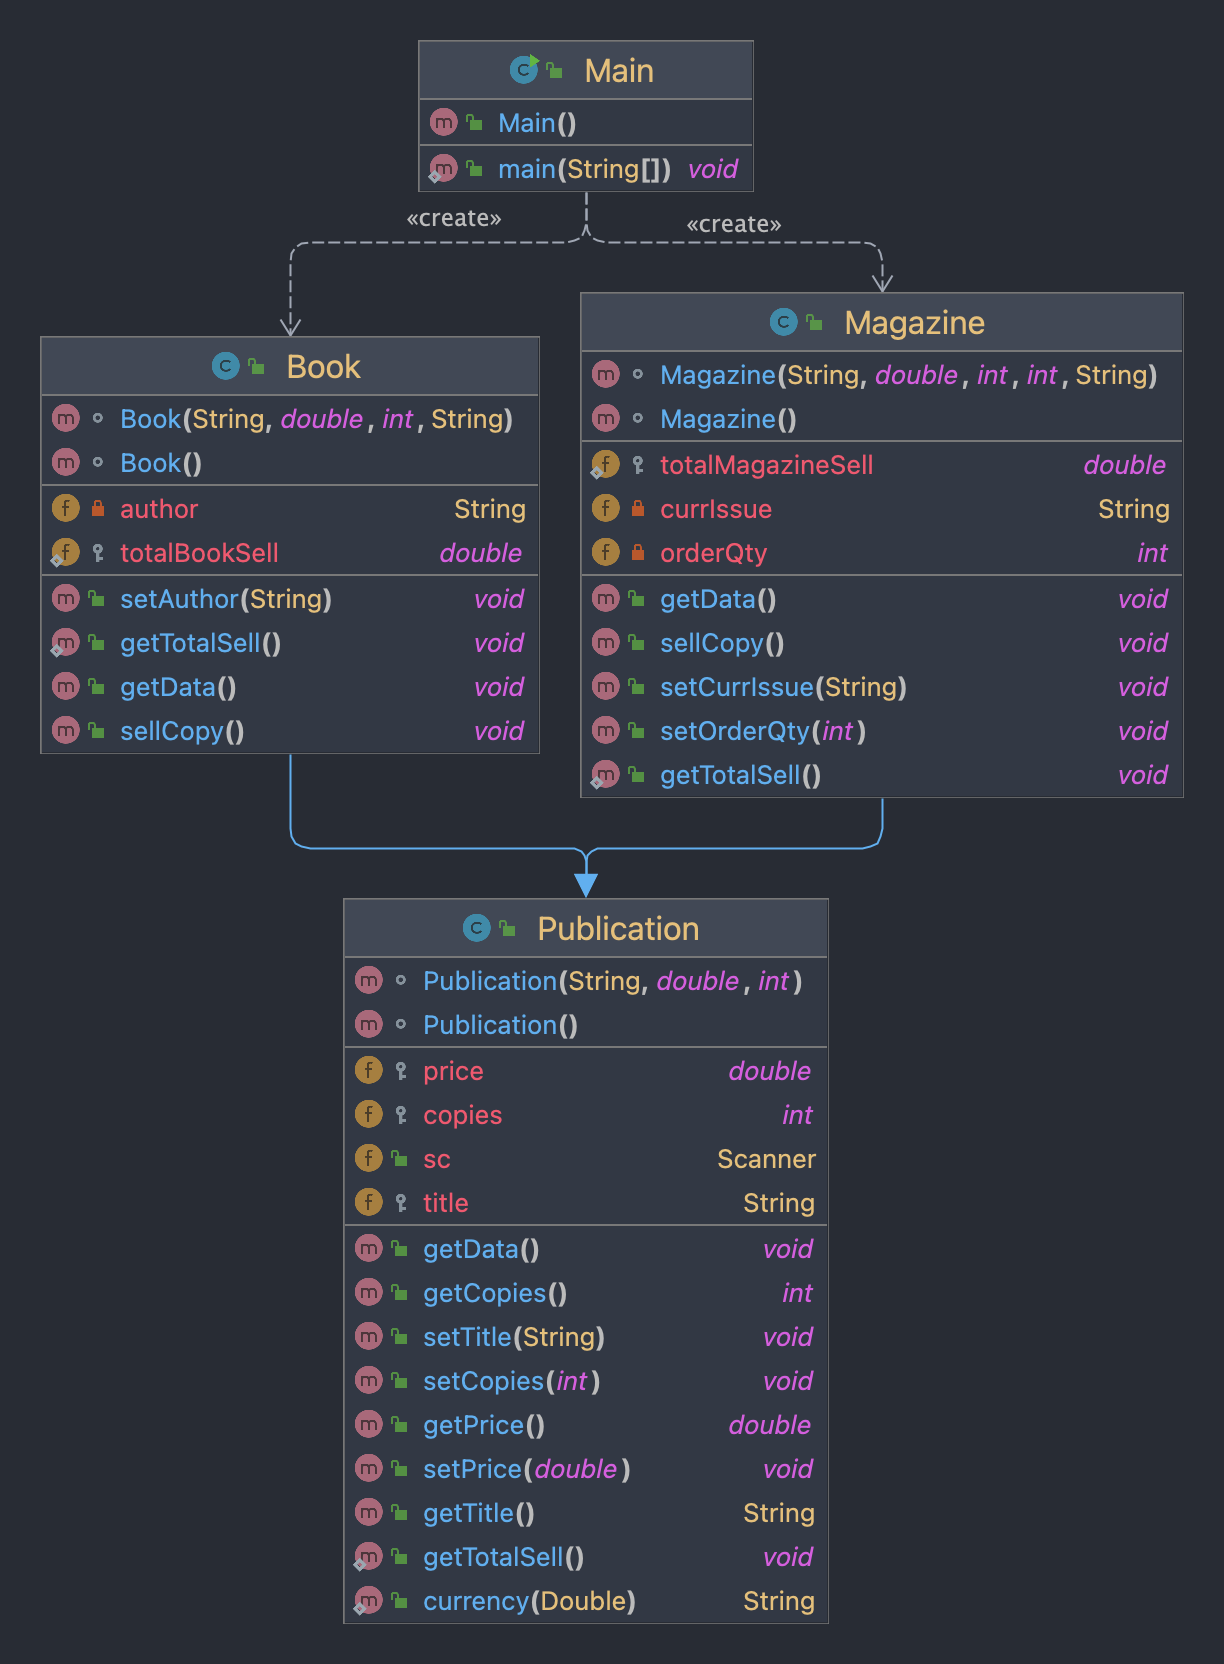 Main
Main()
main(String[]) void
«create»
«create»
Book
Book(String, double, int, String)
Book()
author String
totalBookSell double
setAuthor(String) void
getTotalSell() void
getData() void
sellCopy() void
Magazine
Magazine(String, double, int, int, String)
Magazine()
totalMagazineSell double
currIssue String
orderQty int
getData() void
sellCopy() void
setCurrIssue(String) void
setOrderQty(int) void
getTotalSell() void
Publication
Publication(String, double, int)
Publication()
price double
copies int
sc Scanner
title String
getData() void
getCopies() int
setTitle(String) void
setCopies(int) void
getPrice() double
setPrice(double) void
getTitle() String
getTotalSell() void
currency(Double) String